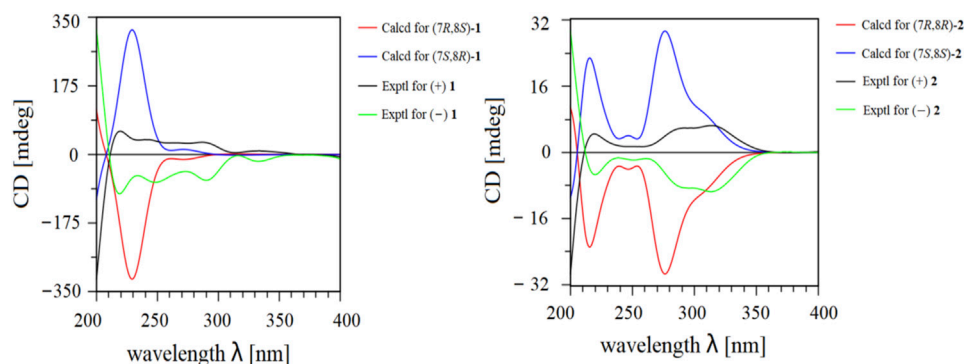 350
175
0
−175
−350
CD [mdeg]
200 250 300 350 400
wavelength λ [nm]
Calcd for (7R,8S)-1
Calcd for (7S,8R)-1
Exptl for (+) 1
Exptl for (−) 1
32
16
0
−16
−32
CD [mdeg]
200 250 300 350 400
wavelength λ [nm]
Calcd for (7R,8R)-2
Calcd for (7S,8S)-2
Exptl for (+) 2
Exptl for (−) 2